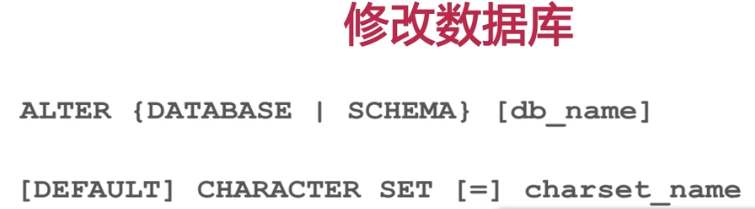 修改数据库
ALTER {DATABASE | SCHEMA} [db_name]
[DEFAULT] CHARACTER SET [=] charset_name